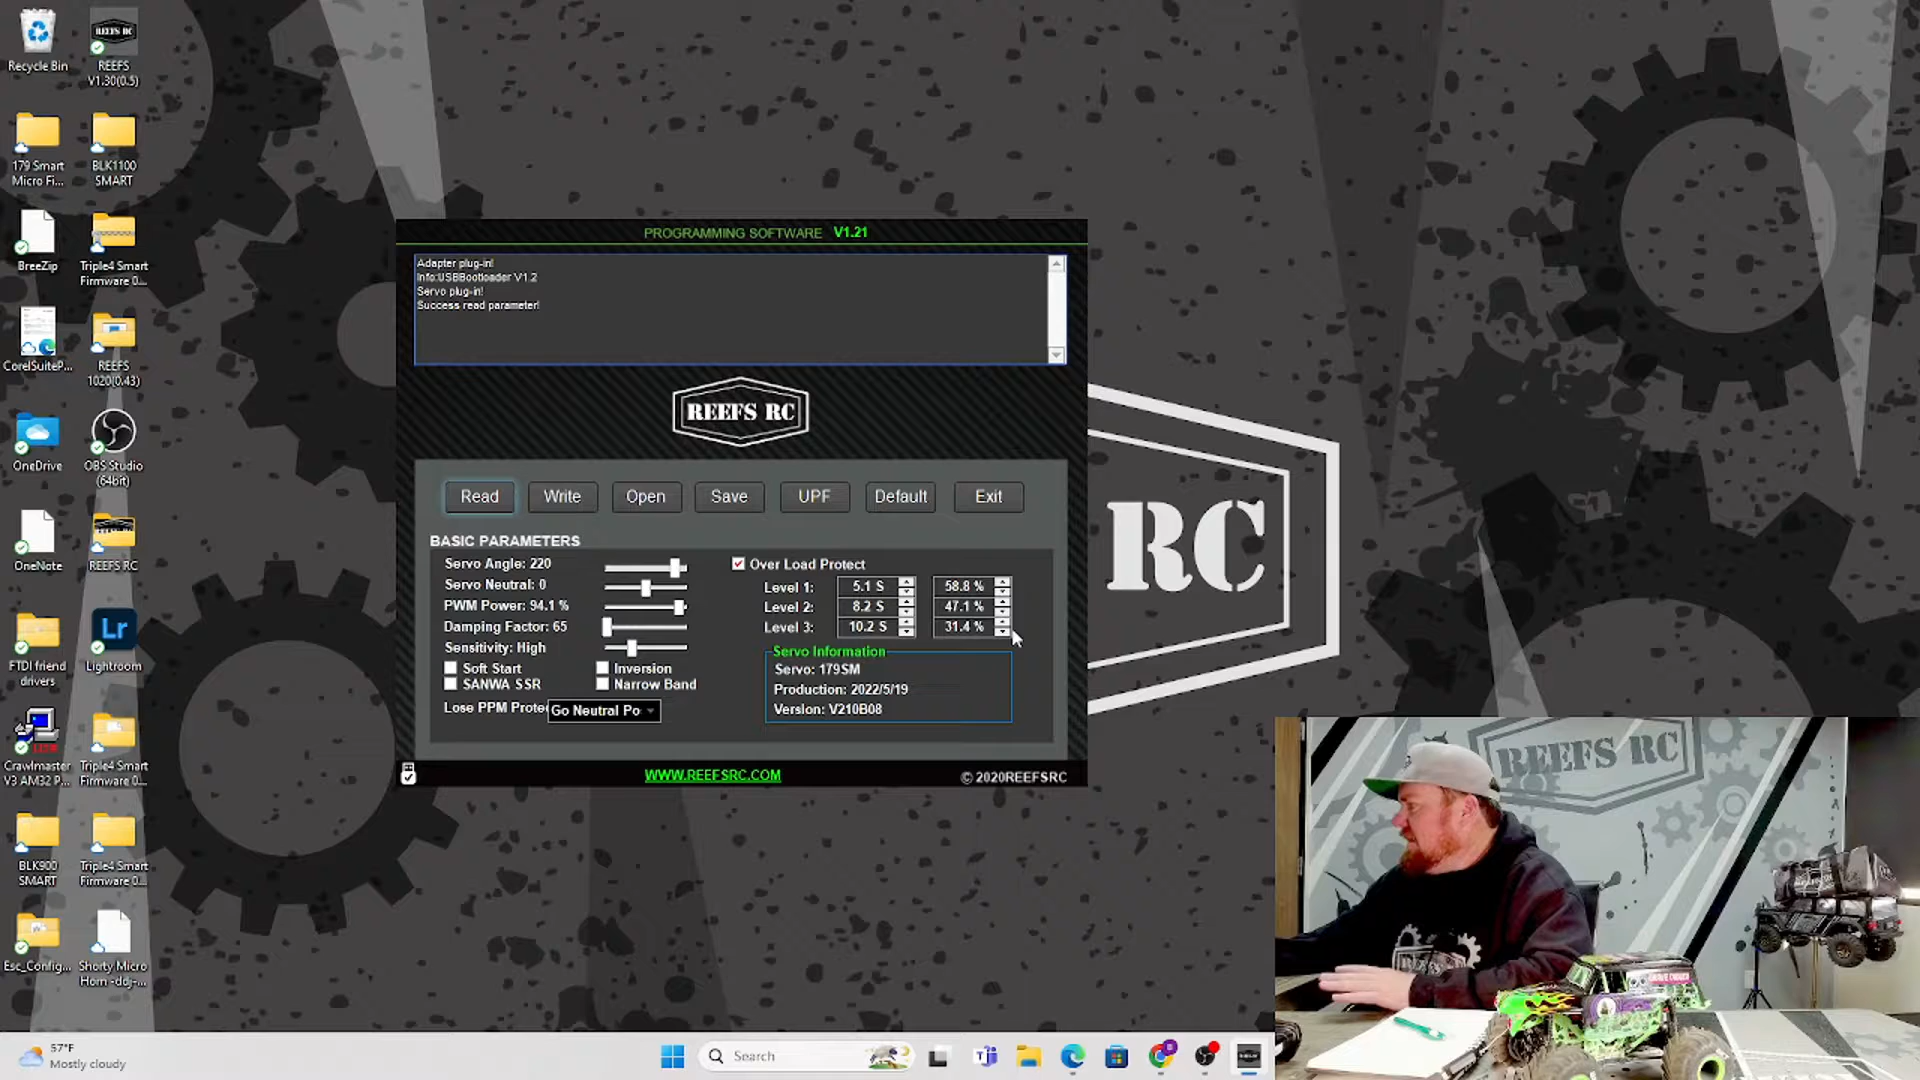 Recycle Bin
REEFS RC
REEFS
V1.30(0.5)
179 Smart
Micro Fi...
BLK1100
SMART
BreeZip
Triple4 Smart
Firmware 0...
CorelSuiteP...
REEFS
1020(0.43)
OneDrive
OBS Studio
(64bit)
OneNote
REEFS RC
FTDI friend
drivers
Lr
Lightroom
Crawlmaster
V3 AM32 P...
Triple4 Smart
Firmware 0...
BLK900
SMART
Triple4 Smart
Firmware 0...
Esc_Config...
Shorty Micro
Horn -doj-...
PROGRAMMING SOFTWARE V1.21
Adapter plug-in!
Info:USBBootloader V1.2
Servo plug-in!
Success read parameter!
REEFS RC
Read Write Open Save UPF Default Exit
BASIC PARAMETERS
Servo Angle: 220
Servo Neutral: 0
PWM Power: 94.1 %
Damping Factor: 65
Sensitivity: High
Soft Start Inversion
SANWA SSR Narrow Band
Lose PPM Protec Go Neutral Po
Over Load Protect
Level 1: 5.1 S 58.8 %
Level 2: 8.2 S 47.1 %
Level 3: 10.2 S 31.4 %
Servo Information
Servo: 179SM
Production: 2022/5/19
Version: V210B08
WWW.REEFSRC.COM
© 2020REEFSRC
RC
REEFS RC
57°F
Mostly cloudy
Search